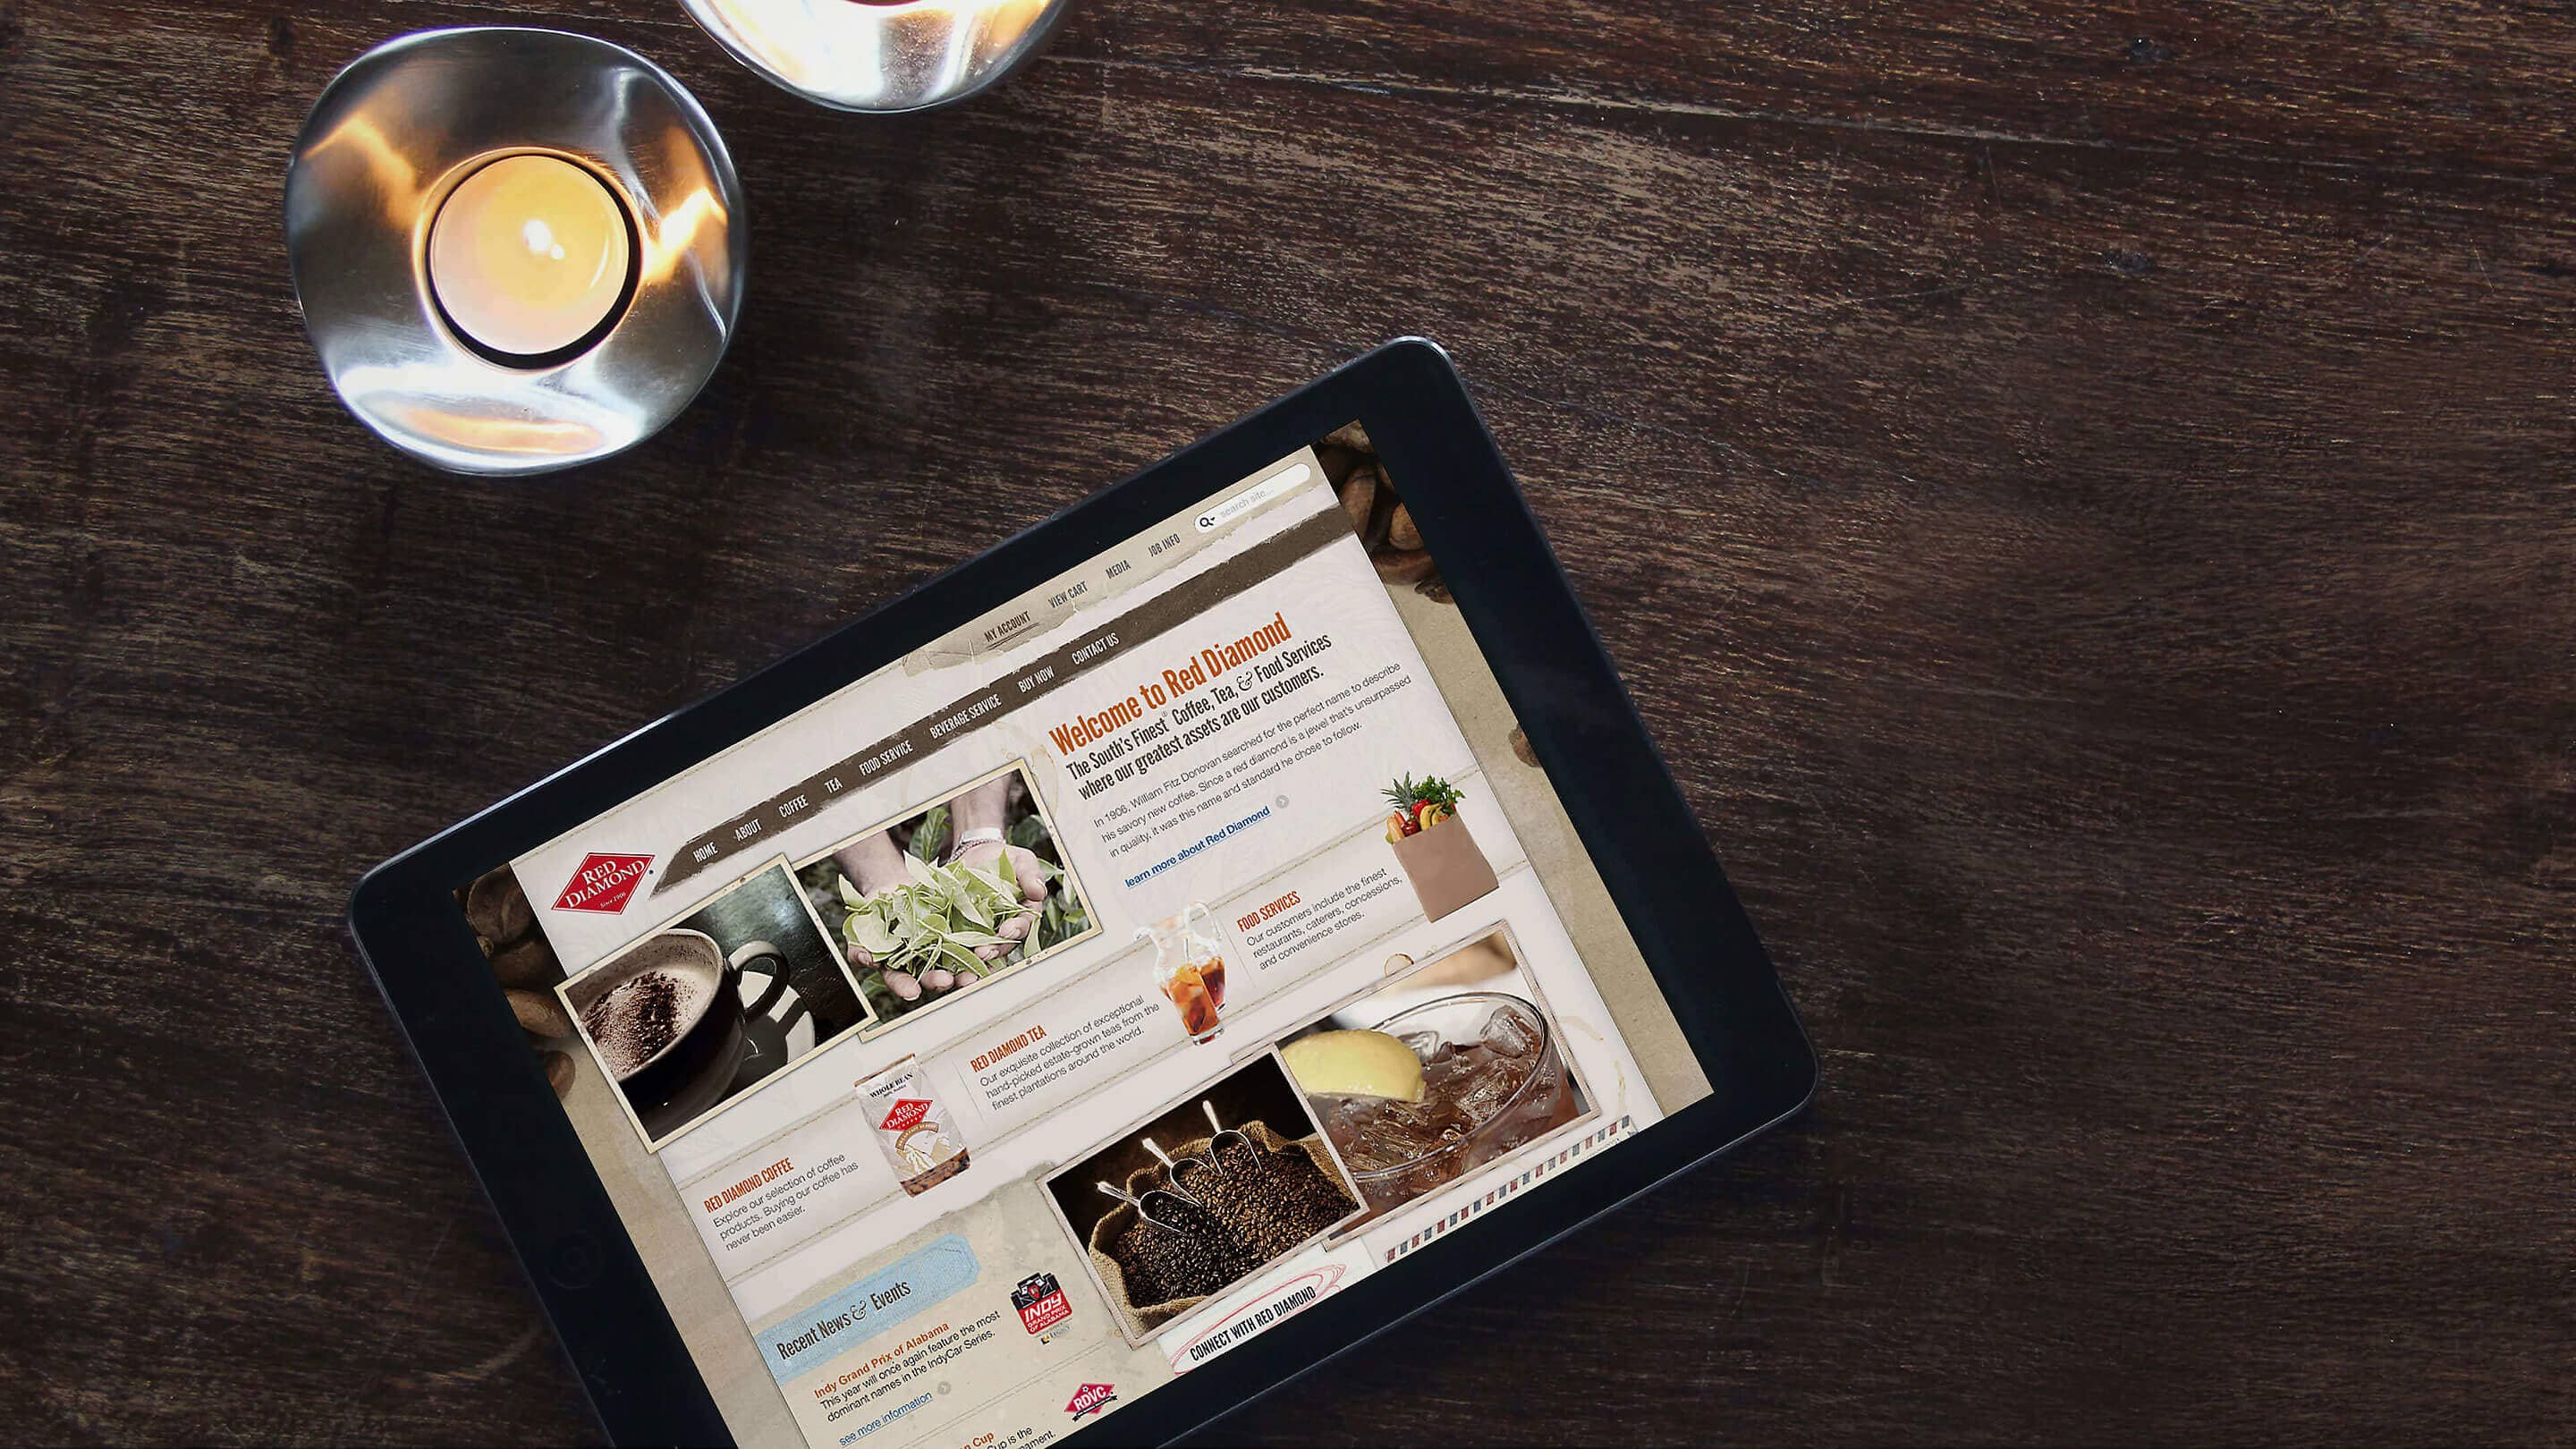 search site...
MY ACCOUNT
VIEW CART
MEDIA
JOB INFO
RED
DIAMOND
Since 1906
HOME
ABOUT
COFFEE
TEA
FOOD SERVICE
BEVERAGE SERVICE
BUY NOW
CONTACT US
Welcome to Red Diamond
The South's Finest® Coffee, Tea, & Food Services
where our greatest assets are our customers.
In 1906, William Fitz Donovan searched for the perfect name to describe
his savory new coffee. Since a red diamond is a jewel that's unsurpassed
in quality, it was this name and standard he chose to follow.
learn more about Red Diamond
RED DIAMOND COFFEE
Explore our selection of coffee
products. Buying our coffee has
never been easier.
WHOLE BEAN
RED
DIAMOND
RED DIAMOND TEA
Our exquisite collection of exceptional
hand-picked estate-grown teas from the
finest plantations around the world.
FOOD SERVICES
Our customers include the finest
restaurants, caterers, concessions,
and convenience stores.
Recent News & Events
Indy Grand Prix of Alabama
This year will once again feature the most
dominant names in the IndyCar Series.
see more information
INDY
GRAND PRIX
OF ALABAMA
CONNECT WITH RED DIAMOND
RDVC
Cup
Cup is the